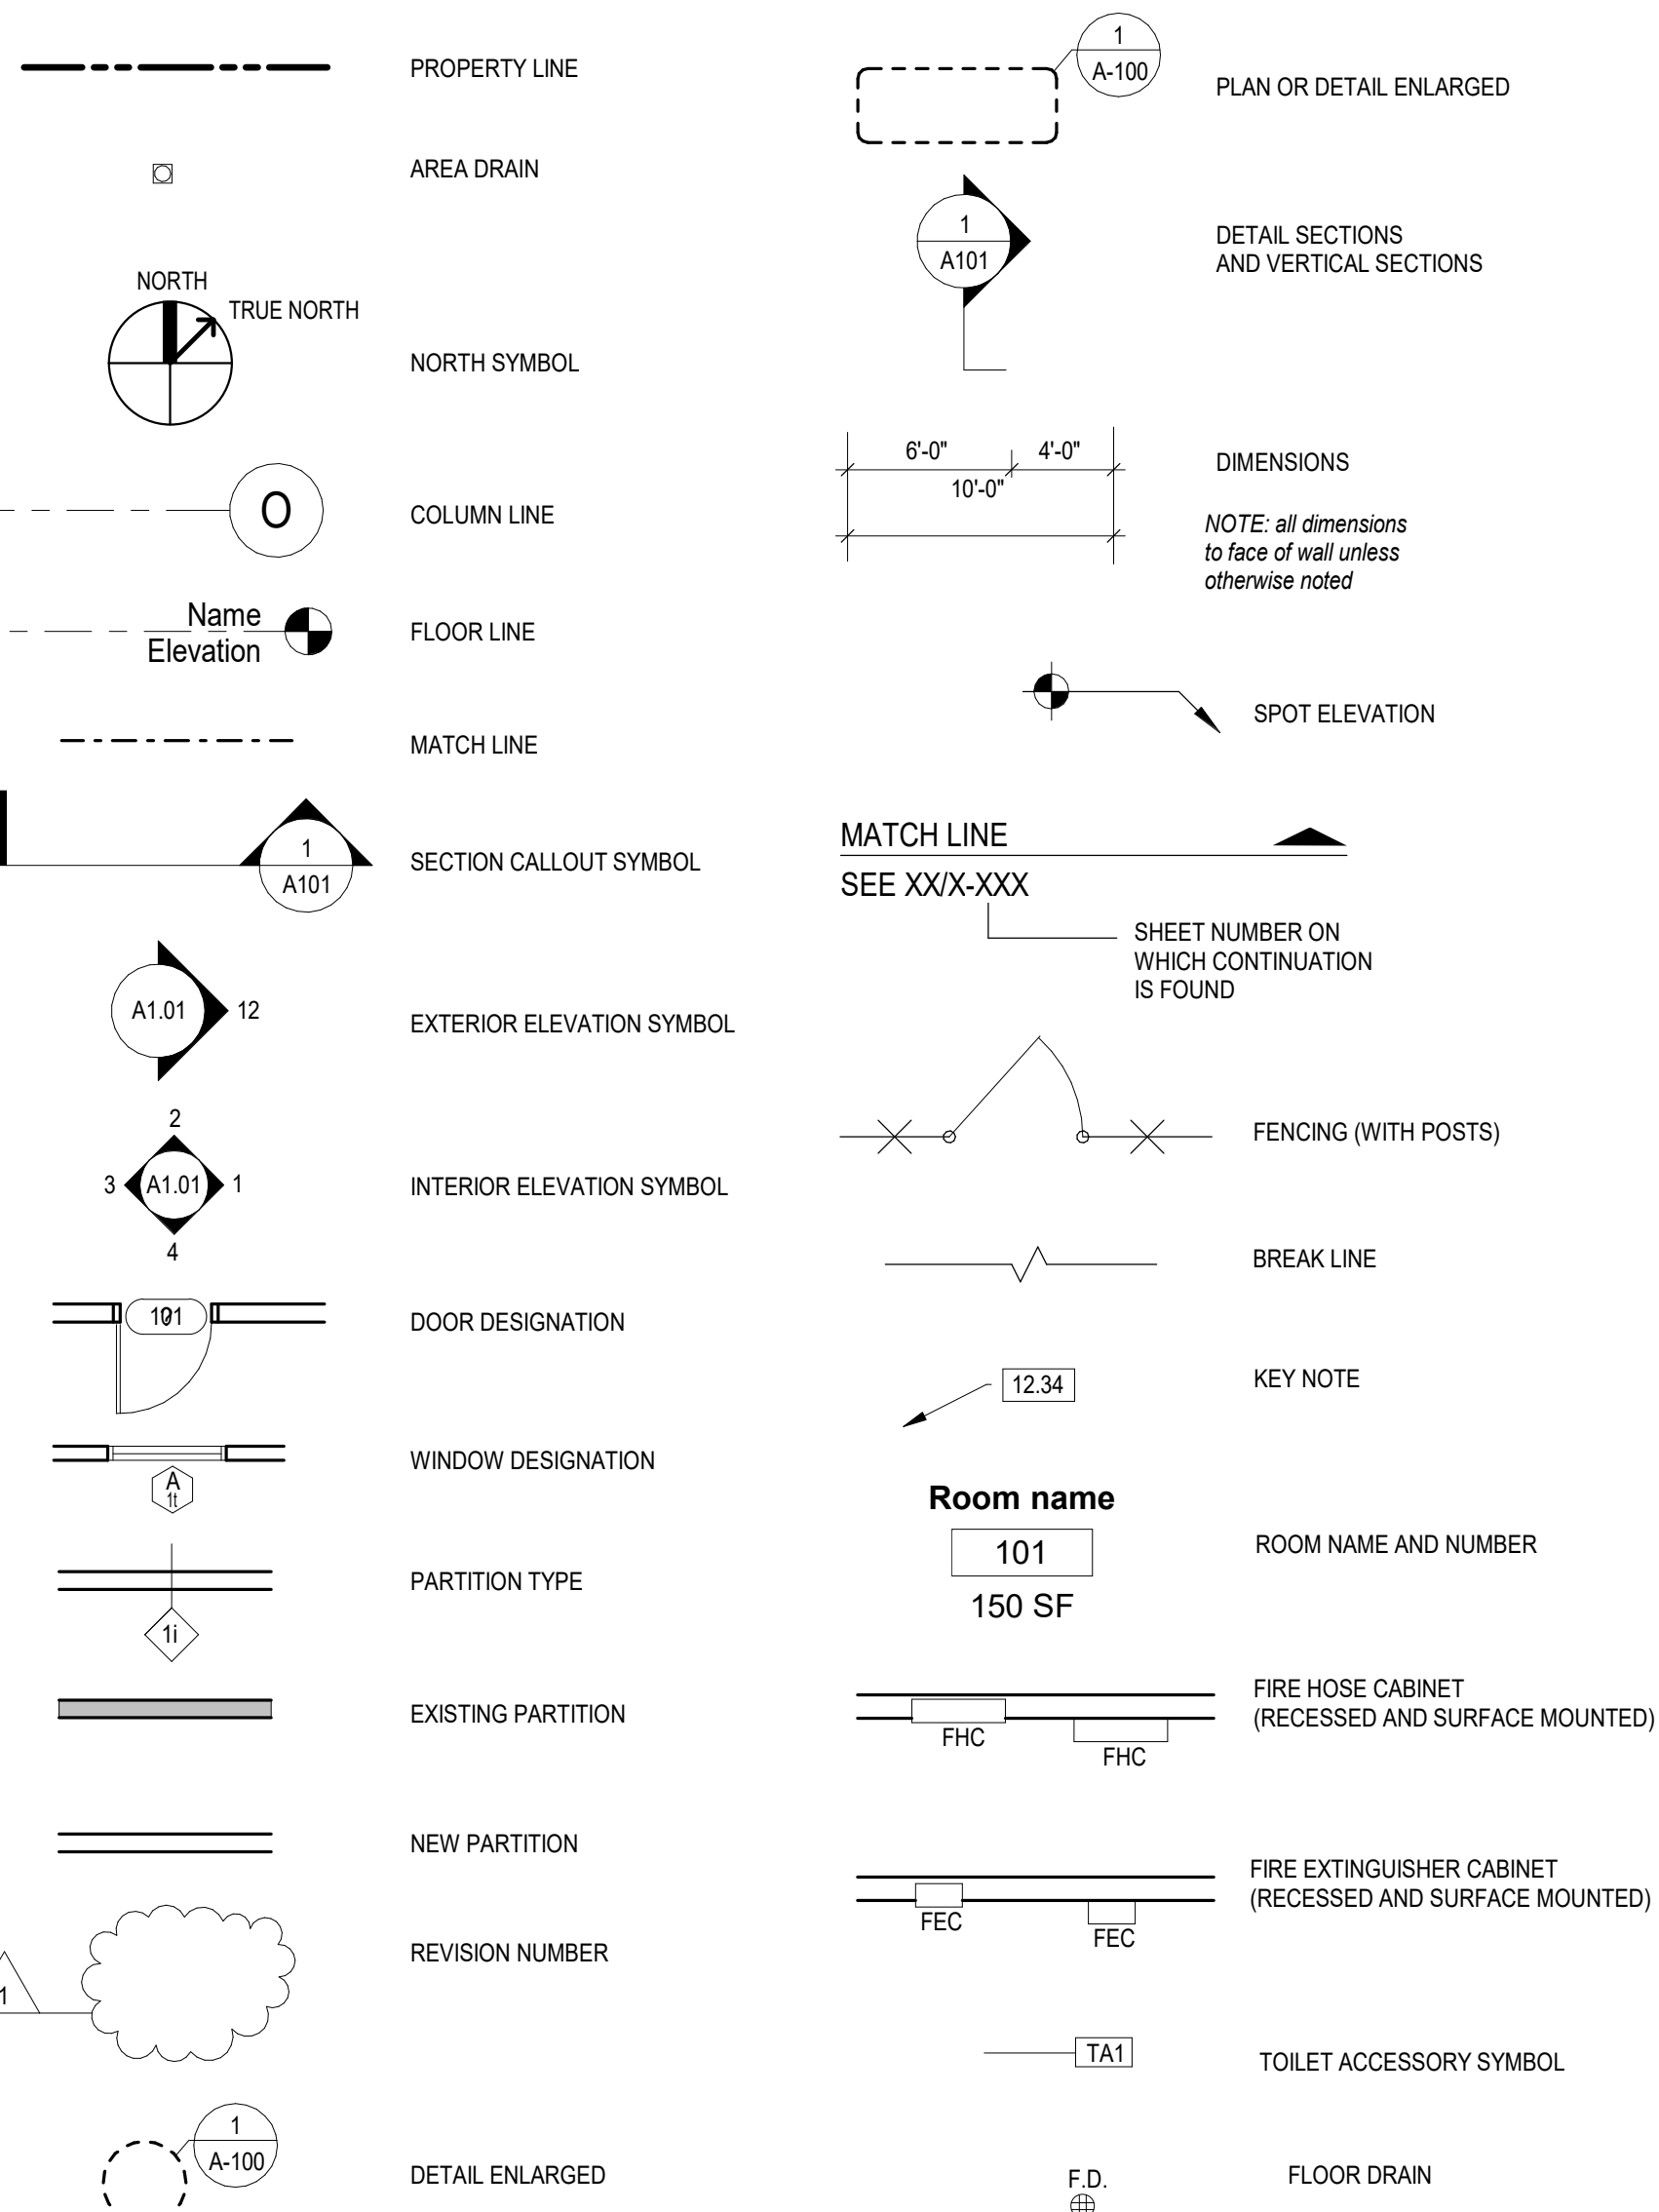 PROPERTY LINE
AREA DRAIN
NORTH
TRUE NORTH
NORTH SYMBOL
O
COLUMN LINE
Name
Elevation
FLOOR LINE
MATCH LINE
1
A101
SECTION CALLOUT SYMBOL
A1.01
12
EXTERIOR ELEVATION SYMBOL
2
3
A1.01
1
4
INTERIOR ELEVATION SYMBOL
DOOR DESIGNATION
A
1t
WINDOW DESIGNATION
1i
PARTITION TYPE
EXISTING PARTITION
NEW PARTITION
1
REVISION NUMBER
1
A-100
DETAIL ENLARGED
1
A-100
PLAN OR DETAIL ENLARGED
1
A101
DETAIL SECTIONS
AND VERTICAL SECTIONS
6'-0"
4'-0"
10'-0"
DIMENSIONS
NOTE: all dimensions
to face of wall unless
otherwise noted
SPOT ELEVATION
MATCH LINE
SEE XX/X-XXX
SHEET NUMBER ON
WHICH CONTINUATION
IS FOUND
FENCING (WITH POSTS)
BREAK LINE
12.34
KEY NOTE
Room name
101
150 SF
ROOM NAME AND NUMBER
FHC
FHC
FIRE HOSE CABINET
(RECESSED AND SURFACE MOUNTED)
FEC
FEC
FIRE EXTINGUISHER CABINET
(RECESSED AND SURFACE MOUNTED)
TA1
TOILET ACCESSORY SYMBOL
F.D.
FLOOR DRAIN